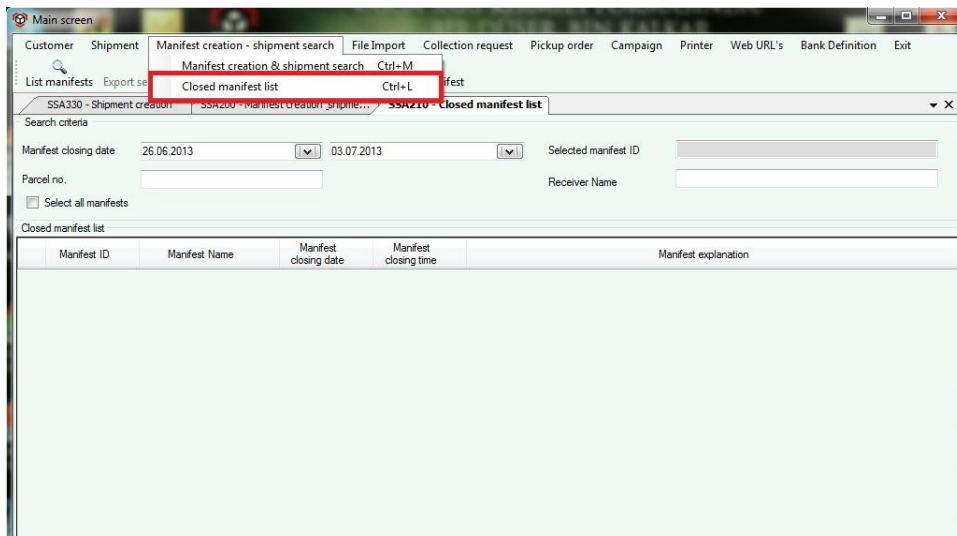 Main screen
Customer Shipment Manifest creation - shipment search File Import Collection request Pickup order Campaign Printer Web URL's Bank Definition Exit
Manifest creation & shipment search Ctrl+M
List manifests Export
Closed manifest list Ctrl+L
SSA330 - Shipment creation SSA200 - Manifest creation SSA210 - Closed manifest list
Search criteria
Manifest closing date 26.06.2013 03.07.2013 Selected manifest ID
Parcel no. Receiver Name
Select all manifests
Closed manifest list
Manifest ID Manifest Name Manifest closing date Manifest closing time Manifest explanation